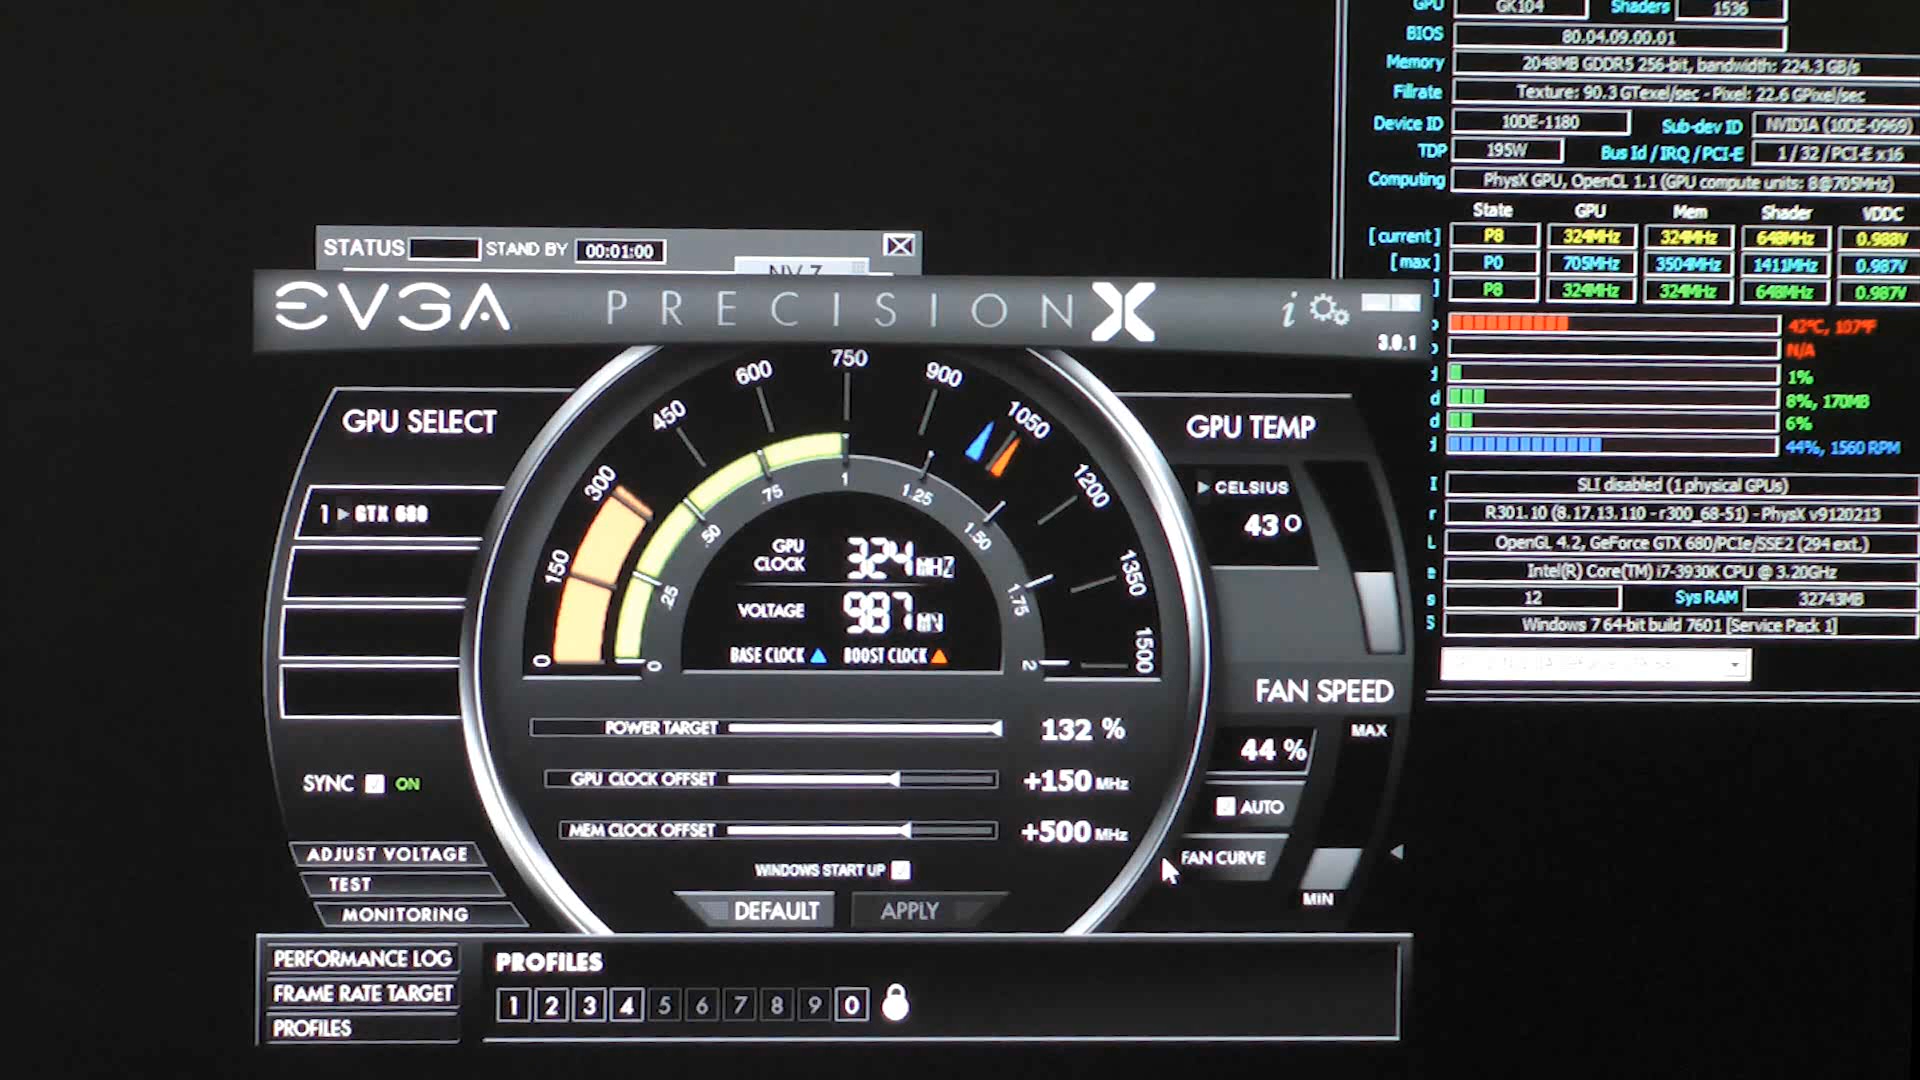 GPU GK104 Shaders 1536
BIOS 80.04.09.00.01
Memory 2048MB GDDR5 256-bit, bandwidth: 224.3 GB/s
Fillrate Texture: 90.3 GTexel/sec - Pixel: 22.6 GPixel/sec
Device ID 10DE-1180 Sub-dev ID NVIDIA (10DE-0969)
TDP 195W Bus Id / IRQ / PCI-E 1 / 32 / PCI-E x16
Computing PhysX GPU, OpenCL 1.1 (GPU compute units: 8@705MHz)
State GPU Mem Shader VDDC
[current] P8 324MHz 324MHz 648MHz 0.988V
[max] P0 705MHz 3504MHz 1411MHz 0.987V
] P8 324MHz 324MHz 648MHz 0.987V
42°C, 107°F
N/A
1%
8%, 170MB
6%
44%, 1560 RPM
SLI disabled (1 physical GPUs)
R301.10 (8.17.13.110 - r300_68-51) - PhysX v9120213
OpenGL 4.2, GeForce GTX 680/PCIe/SSE2 (294 ext.)
Intel(R) Core(TM) i7-3930K CPU @ 3.20GHz
12 Sys RAM 32743MB
Windows 7 64-bit build 7601 [Service Pack 1]
STATUS STAND BY 00:01:00
NV-Z
EVGA PRECISION X
3.0.1
GPU SELECT
1 GTX 680
SYNC ON
ADJUST VOLTAGE
TEST
MONITORING
0 150 300 450 600 750 900 1050 1200 1350 1500
0 .25 .50 .75 1 1.25 1.50 1.75 2
GPU CLOCK 324 MHZ
VOLTAGE 987 MV
BASE CLOCK BOOST CLOCK
POWER TARGET 132 %
GPU CLOCK OFFSET +150 MHz
MEM CLOCK OFFSET +500 MHz
WINDOWS START UP
DEFAULT APPLY
GPU TEMP
CELSIUS
43°
FAN SPEED
MAX
44 %
AUTO
FAN CURVE
MIN
PERFORMANCE LOG
FRAME RATE TARGET
PROFILES
PROFILES
1 2 3 4 5 6 7 8 9 0